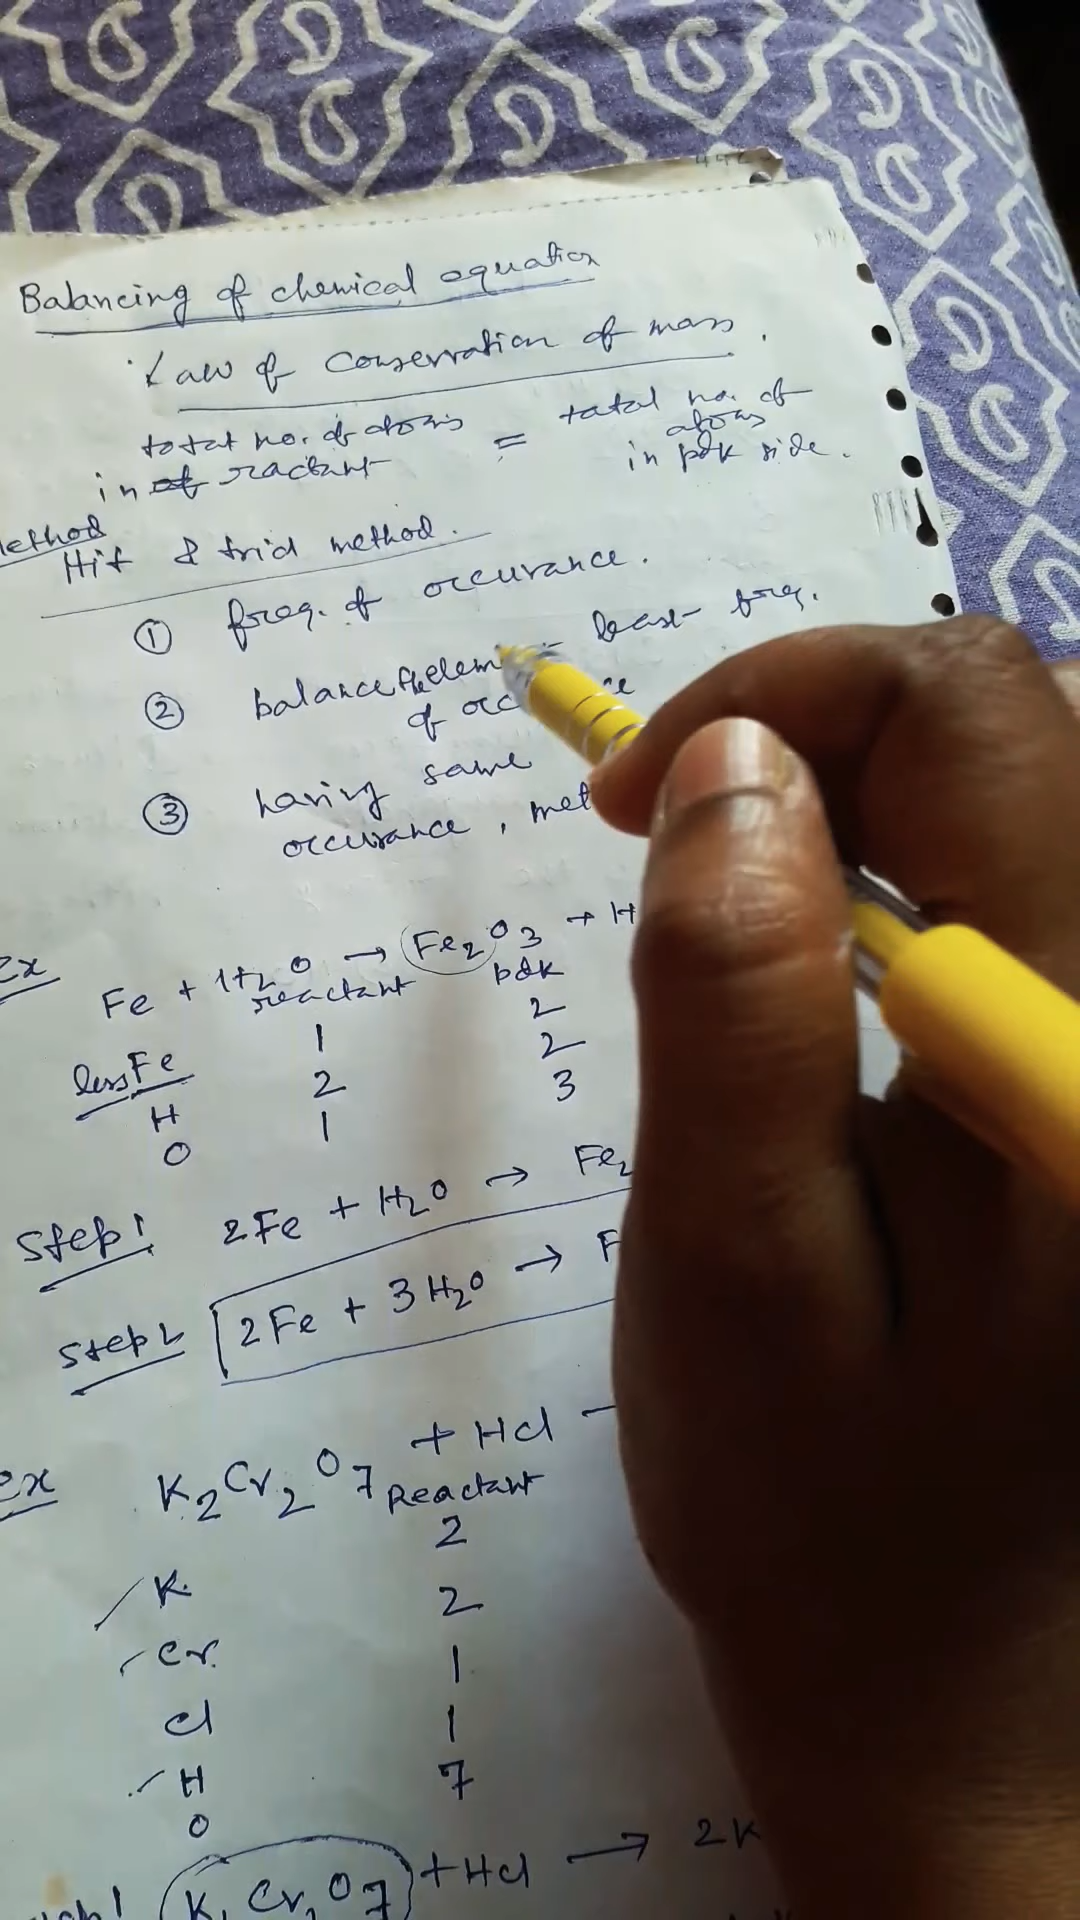 Balancing of chemical equation
Law of Conservation of mass.
total no. of atoms = total no. of atoms
in of reactant in pdk side.
Method
Hit & trial method.
① freq. of occurance.
② balance the elem - least freq.
of occ
③ having same
occurance, met
Ex
Fe + H2O → Fe2O3 + H
reactant pdk
less Fe 1 2
H 2 2
O 1 3
Step 1 2Fe + H2O → Fe2
Step 2 2Fe + 3H2O → F
Ex K2Cr2O7 + HCl
Reactant
K 2
Cr 2
Cl 1
H 1
O 7
K2Cr2O7 + HCl → 2K